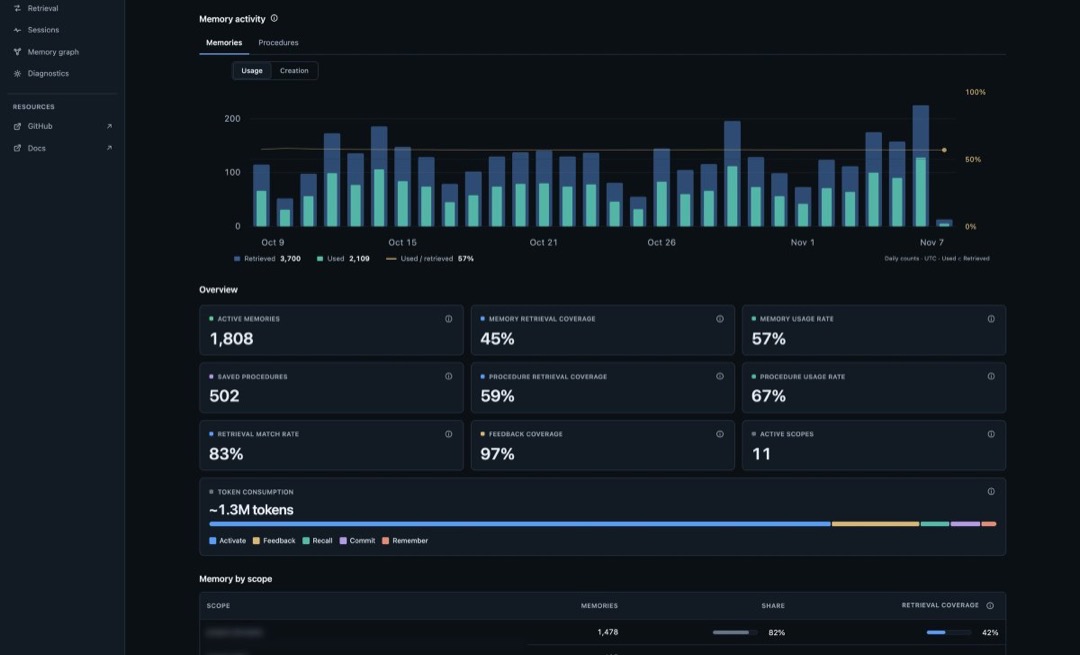 Retrieval
Sessions
Memory graph
Diagnostics
RESOURCES
GitHub
Docs
Memory activity
Memories Procedures
Usage Creation
100%
200
50%
100
0 0%
Oct 9 Oct 15 Oct 21 Oct 26 Nov 1 Nov 7
Retrieved 3,700 Used 2,109 Used / retrieved 57% Daily counts · UTC · Used ≤ Retrieved
Overview
ACTIVE MEMORIES MEMORY RETRIEVAL COVERAGE MEMORY USAGE RATE
1,808 45% 57%
SAVED PROCEDURES PROCEDURE RETRIEVAL COVERAGE PROCEDURE USAGE RATE
502 59% 67%
RETRIEVAL MATCH RATE FEEDBACK COVERAGE ACTIVE SCOPES
83% 97% 11
TOKEN CONSUMPTION
~1.3M tokens
Activate Feedback Recall Commit Remember
Memory by scope
SCOPE MEMORIES SHARE RETRIEVAL COVERAGE
1,478 82% 42%